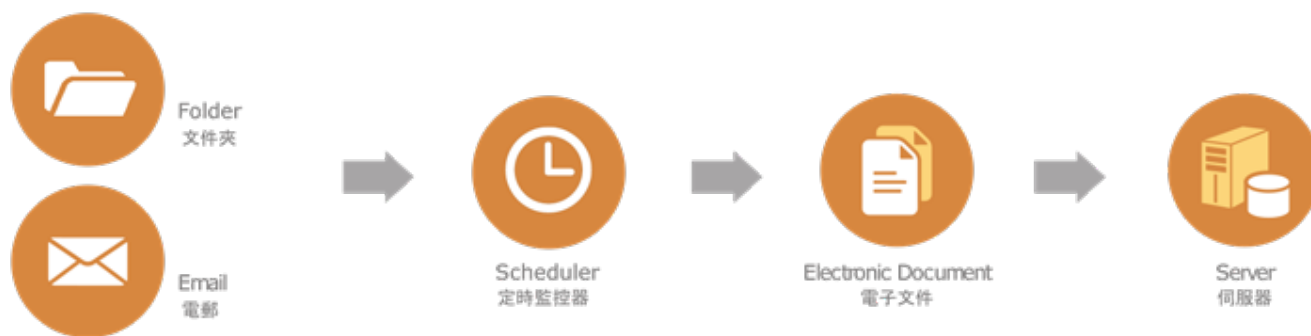 Folder
文件夾
Email
電郵
Scheduler
定時監控器
Electronic Document
電子文件
Server
伺服器